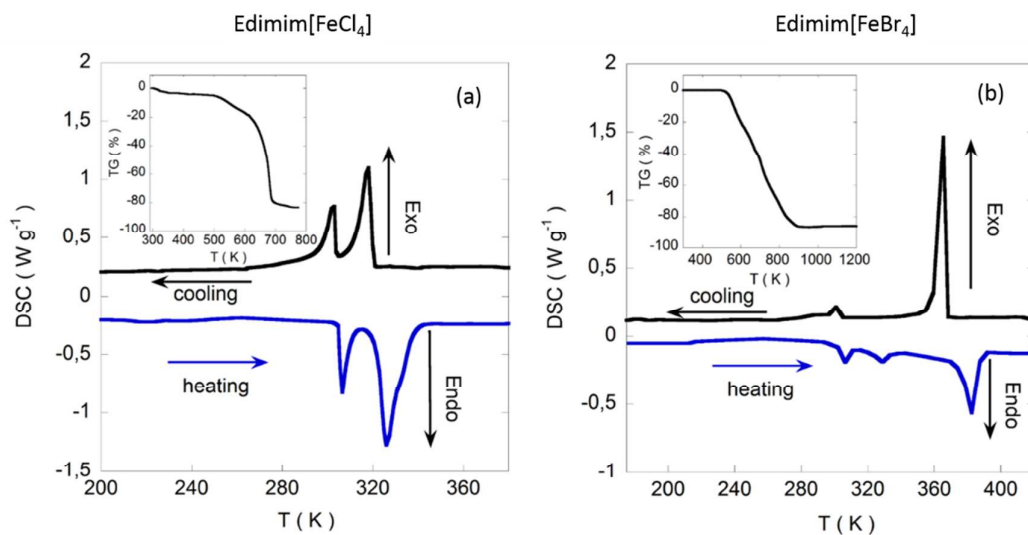 Edimim[FeCl₄]
Edimim[FeBr₄]
(a)
2
1,5
1
0,5
0
-0,5
-1
-1,5
DSC ( W g⁻¹ )
200
240
280
320
360
T ( K )
0
-20
-40
-60
-80
-100
TG ( % )
300
400
500
600
700
800
T ( K )
Exo
cooling
heating
Endo
(b)
2
1,5
1
0,5
0
-0,5
-1
DSC ( W g⁻¹ )
200
240
280
320
360
400
T ( K )
0
-20
-40
-60
-80
-100
TG ( % )
400
600
800
1000
1200
T ( K )
Exo
cooling
heating
Endo